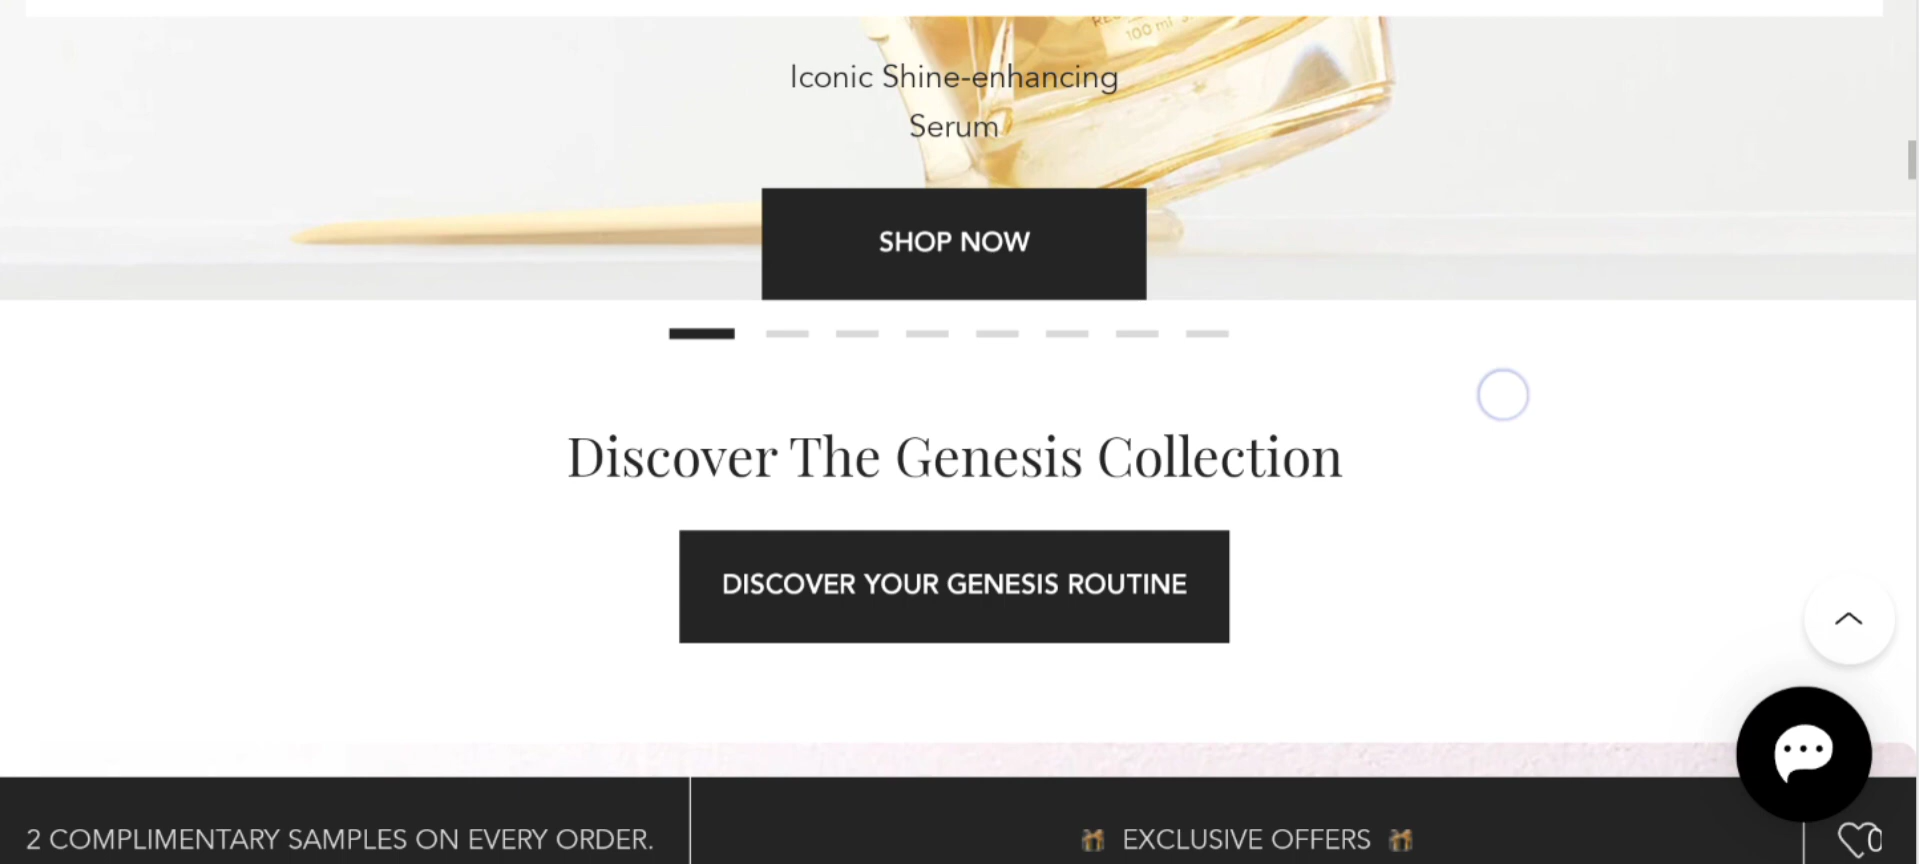 100 ml
Iconic Shine-enhancing
Serum
SHOP NOW
Discover The Genesis Collection
DISCOVER YOUR GENESIS ROUTINE
2 COMPLIMENTARY SAMPLES ON EVERY ORDER.
EXCLUSIVE OFFERS
0